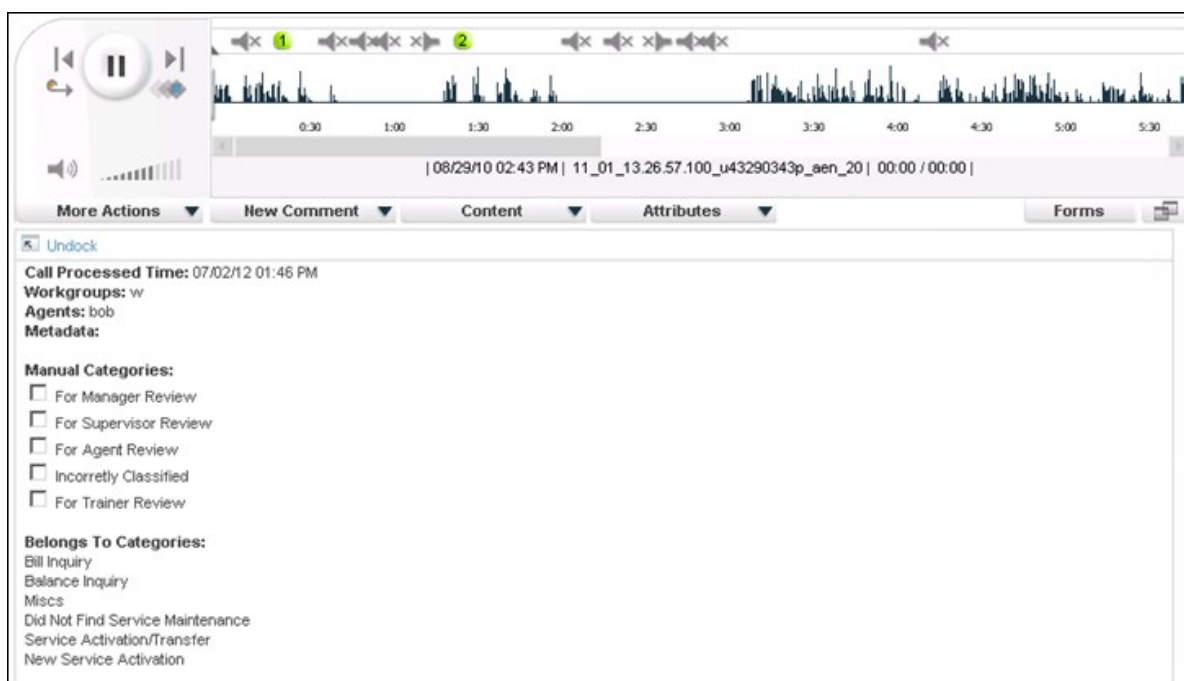 1 2
0:30 1:00 1:30 2:00 2:30 3:00 3:30 4:00 4:30 5:00 5:30
| 08/29/10 02:43 PM | 11_01_13.26.57.100_u43290343p_aen_20 | 00:00 / 00:00 |
More Actions New Comment Content Attributes Forms
Undock
Call Processed Time: 07/02/12 01:46 PM
Workgroups: w
Agents: bob
Metadata:
Manual Categories:
For Manager Review
For Supervisor Review
For Agent Review
Incorretly Classified
For Trainer Review
Belongs To Categories:
Bill Inquiry
Balance Inquiry
Miscs
Did Not Find Service Maintenance
Service Activation/Transfer
New Service Activation